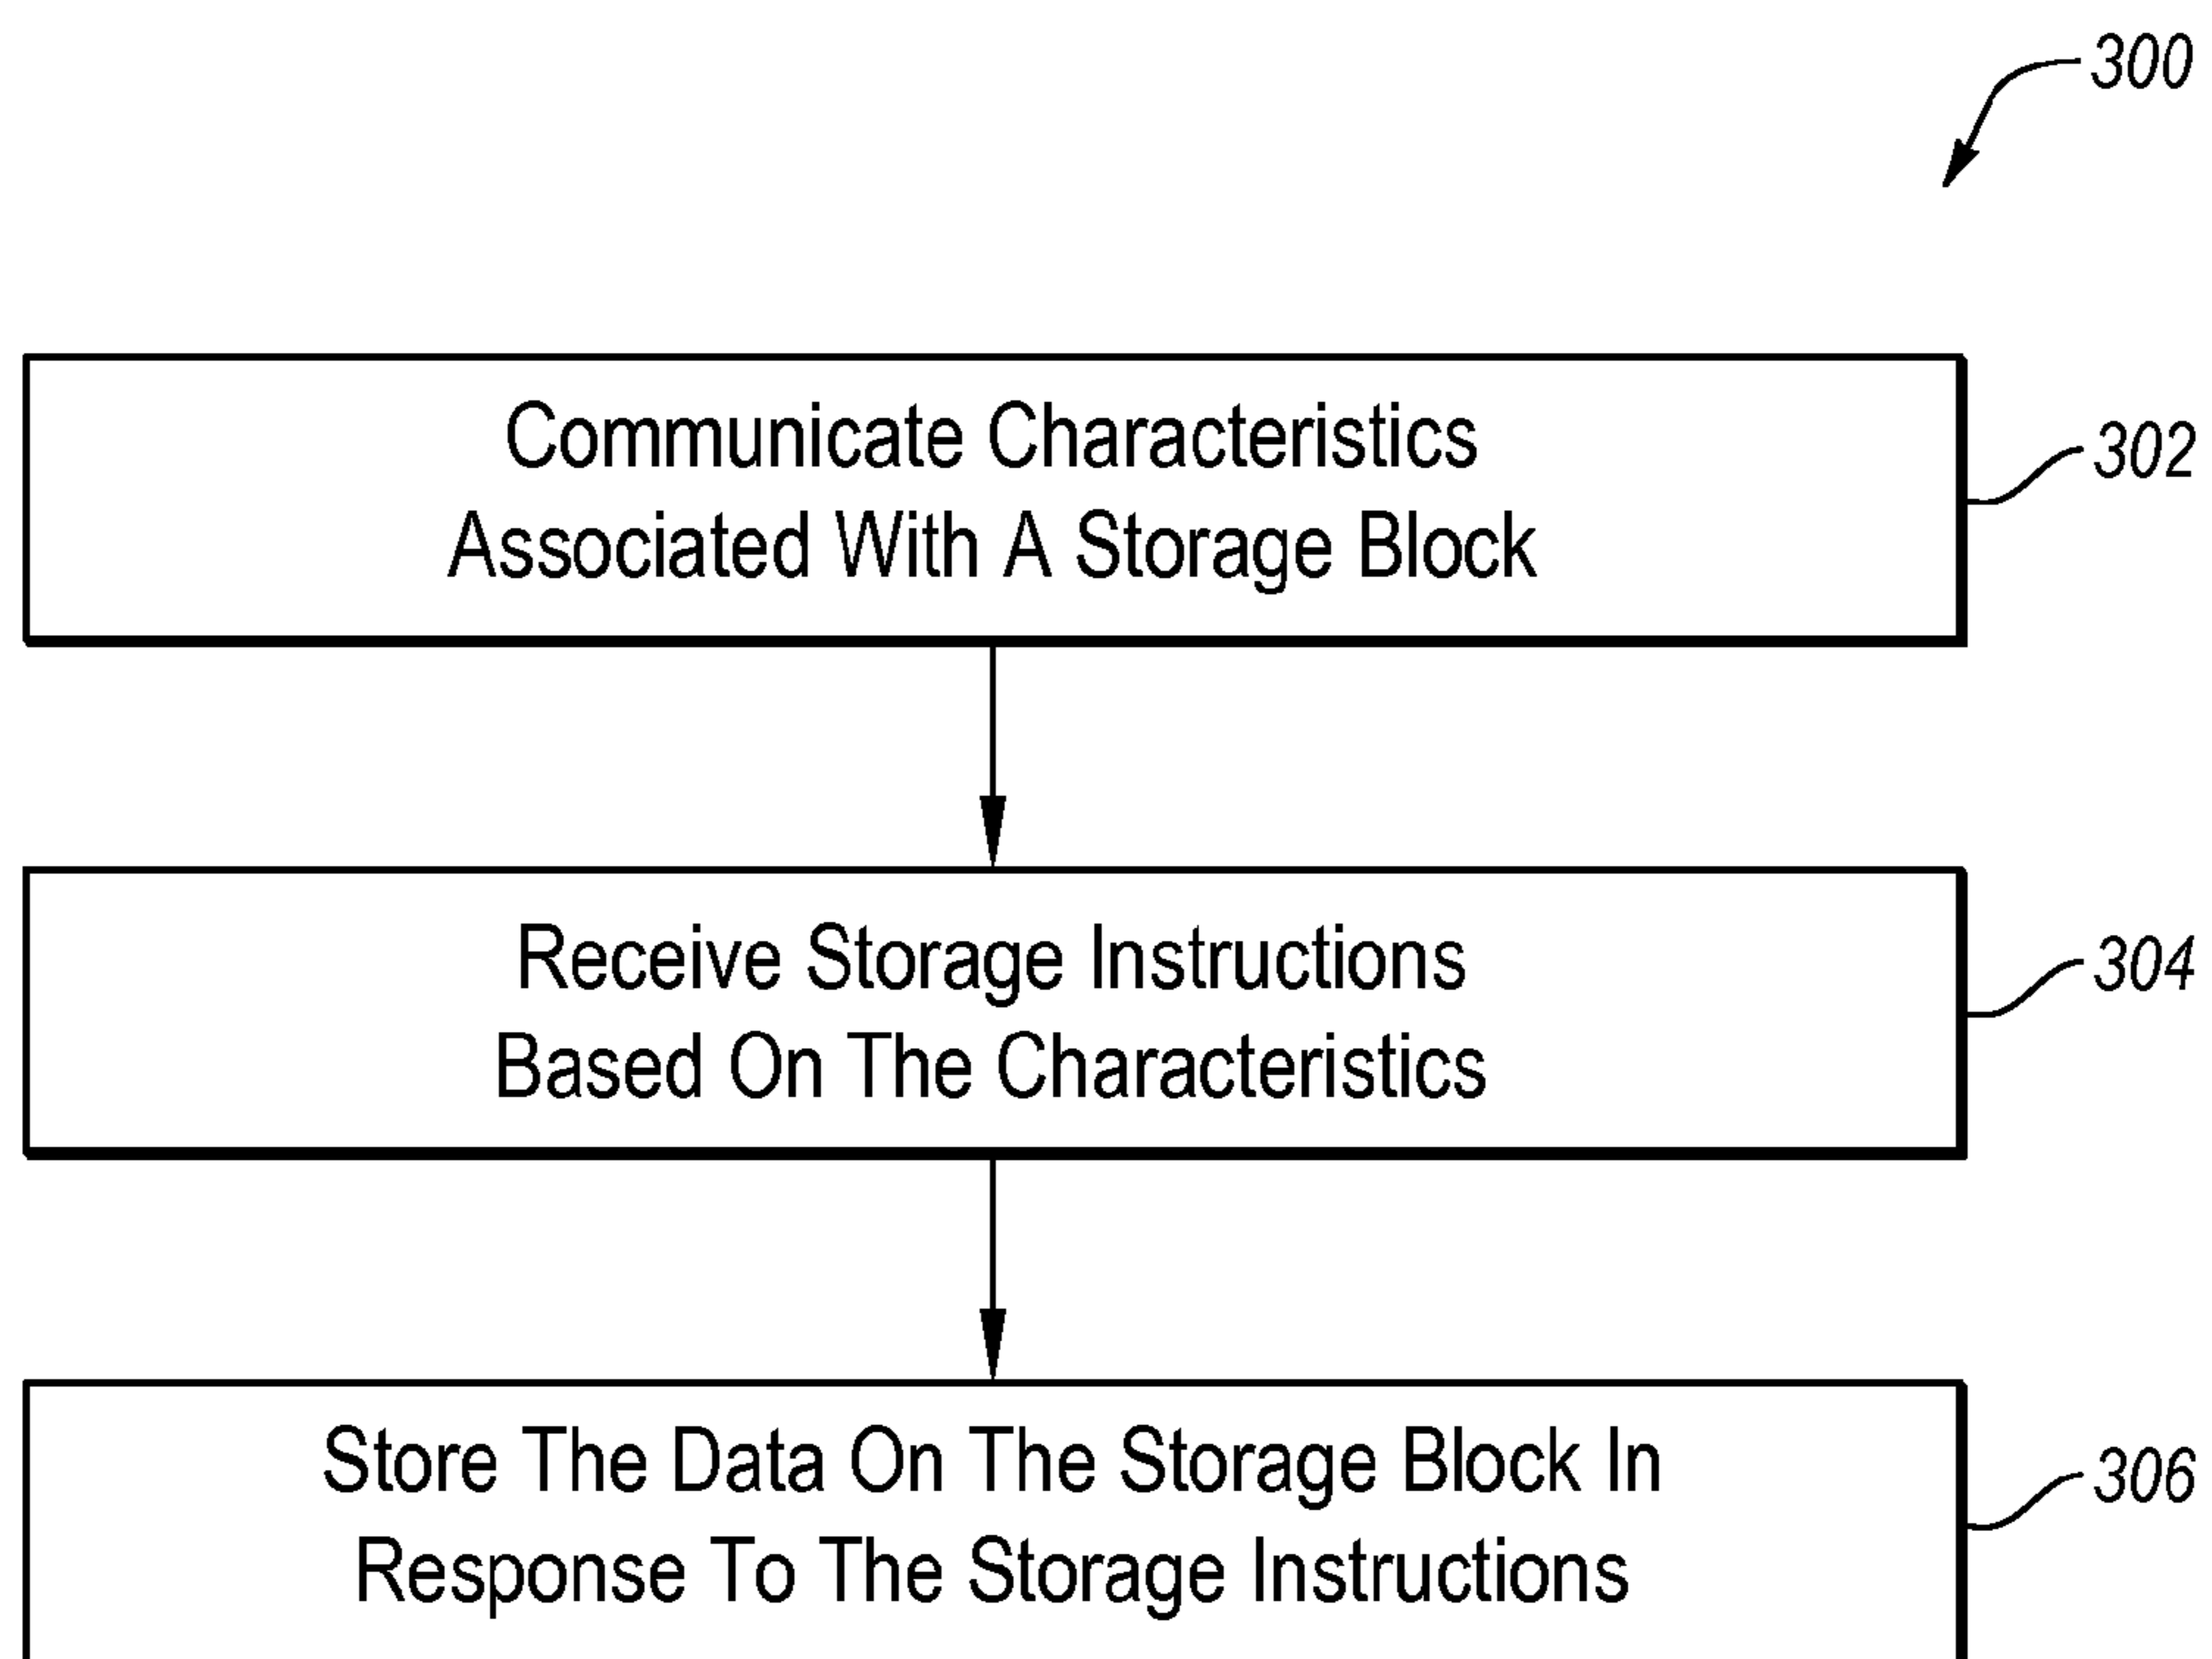 300
Communicate Characteristics
Associated With A Storage Block
302
Receive Storage Instructions
Based On The Characteristics
304
Store The Data On The Storage Block In
Response To The Storage Instructions
306